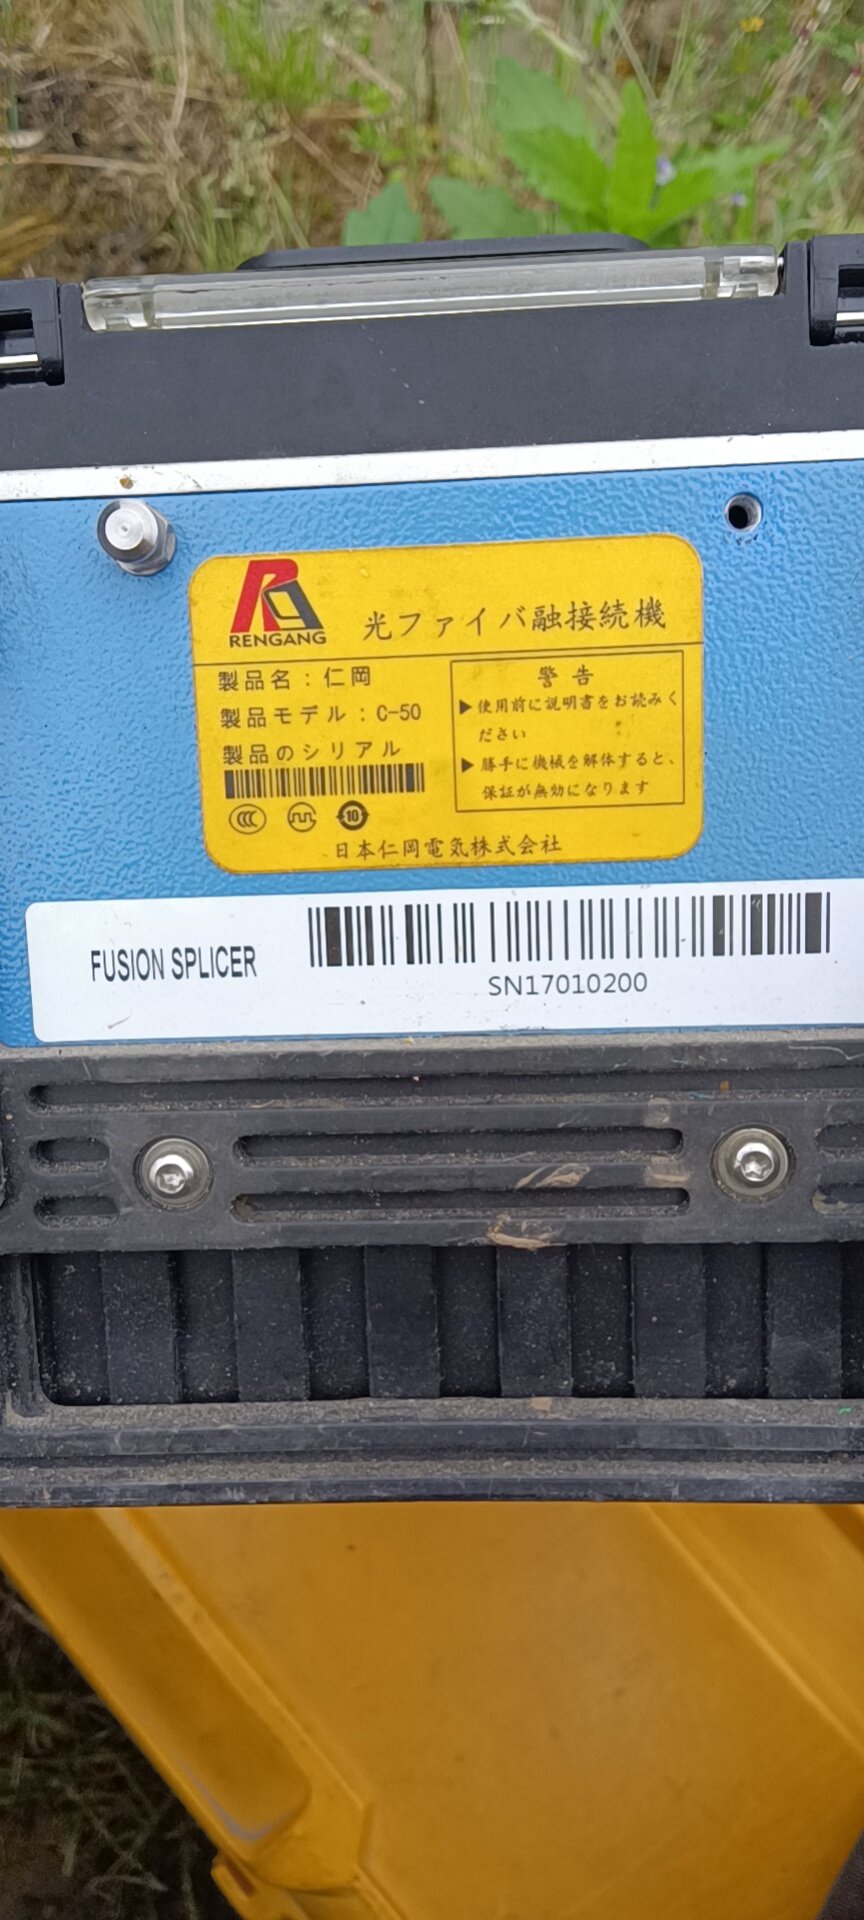 RENGANG
光ファイバ融接続機
製品名：仁岡
製品モデル：C-50
製品のシリアル
警告
▶使用前に説明書をお読みく
ださい
▶勝手に機械を解体すると、
保証が無効になります
CCC
10
日本仁岡電気株式会社
FUSION SPLICER
SN17010200